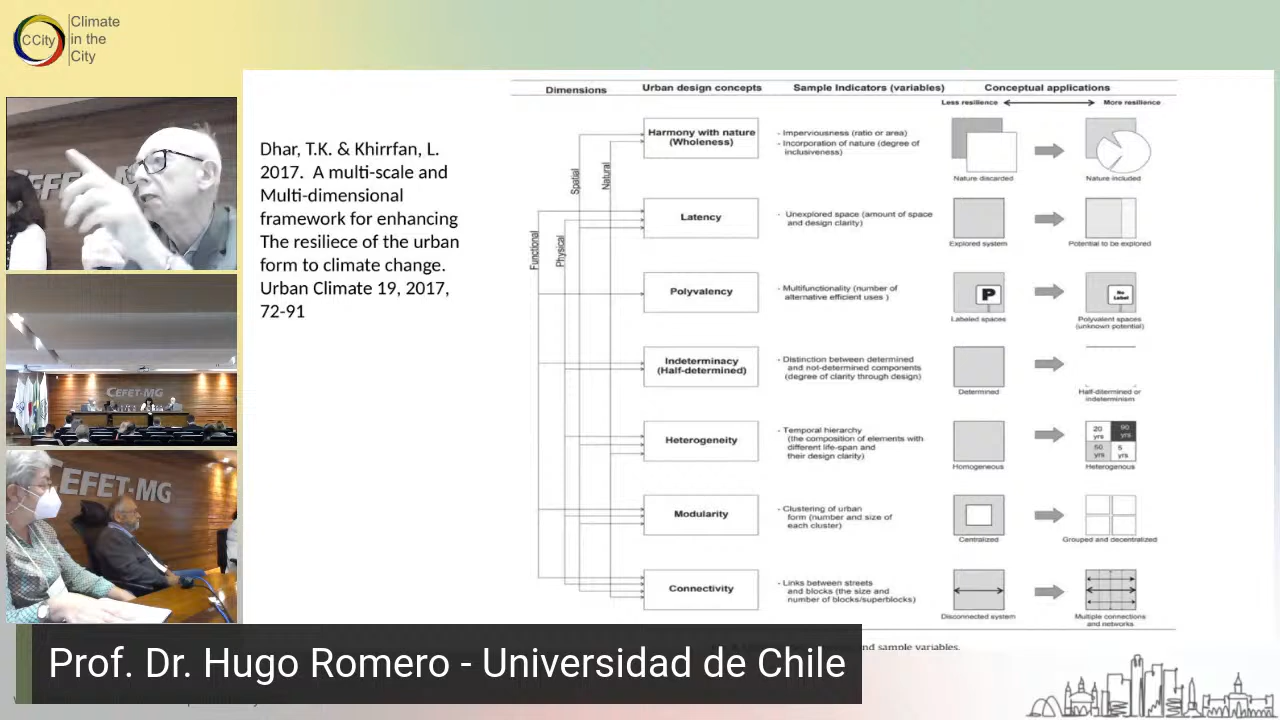 CCity
Climate
in the
City
Dhar, T.K. & Khirrfan, L.
2017. A multi-scale and
Multi-dimensional
framework for enhancing
The resiliece of the urban
form to climate change.
Urban Climate 19, 2017,
72-91
Dimensions
Urban design concepts
Sample Indicators (variables)
Conceptual applications
Less resilience
More resilience
Spatial
Natural
Functional
Physical
Harmony with nature
(Wholeness)
- Imperviousness (ratio or area)
- Incorporation of nature (degree of
inclusiveness)
Nature discarded
Nature included
Latency
- Unexplored space (amount of space
and design clarity)
Explored system
Potential to be explored
Polyvalency
- Multifunctionality (number of
alternative efficient uses )
P
Labeled spaces
No
Label
Polyvalent spaces
(unknown potential)
Indeterminacy
(Half-determined)
- Distinction between determined
and not-determined components
(degree of clarity through design)
Determined
Half-ditermined or
indeterminism
Heterogeneity
- Temporal hierarchy
(the composition of elements with
different life-span and
their design clarity)
Homogeneous
20
yrs
90
yrs
50
yrs
5
yrs
Heterogenous
Modularity
- Clustering of urban
form (number and size of
each cluster)
Centralized
Grouped and decentralized
Connectivity
- Links between streets
and blocks (the size and
number of blocks/superblocks)
Disconnected system
Multiple connections
and networks
and sample variables.
CEFET-MG
EFET-MG
Prof. Dr. Hugo Romero - Universidad de Chile